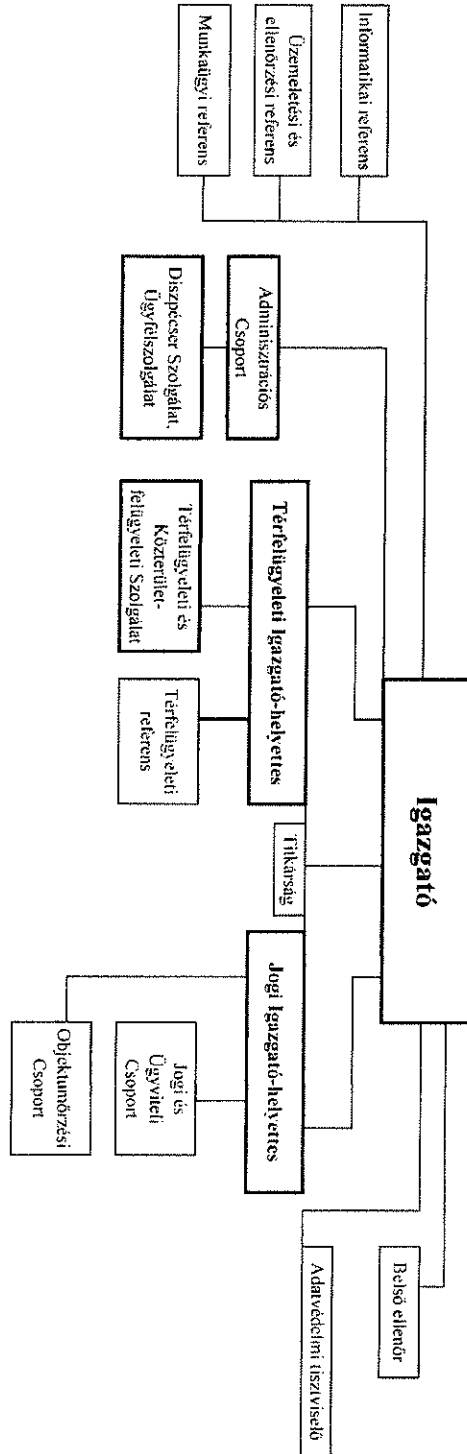 Igazgató
Informatikai referens
Üzemeletési és
ellenőrzési referens
Munkaügyi referens
Adminisztrációs
Csoport
Diszpécser Szolgálat,
Ügyfélszolgálat
Térfelügyeleti Igazgató-helyettes
Térfelügyeleti és
Közterület-
felügyeleti Szolgálat
Térfelügyeleti
referens
Titkárság
Jogi Igazgató-helyettes
Jogi és
Ügyviteli
Csoport
Objektumőrzési
Csoport
Belső ellenőr
Adatvédelmi tisztviselő